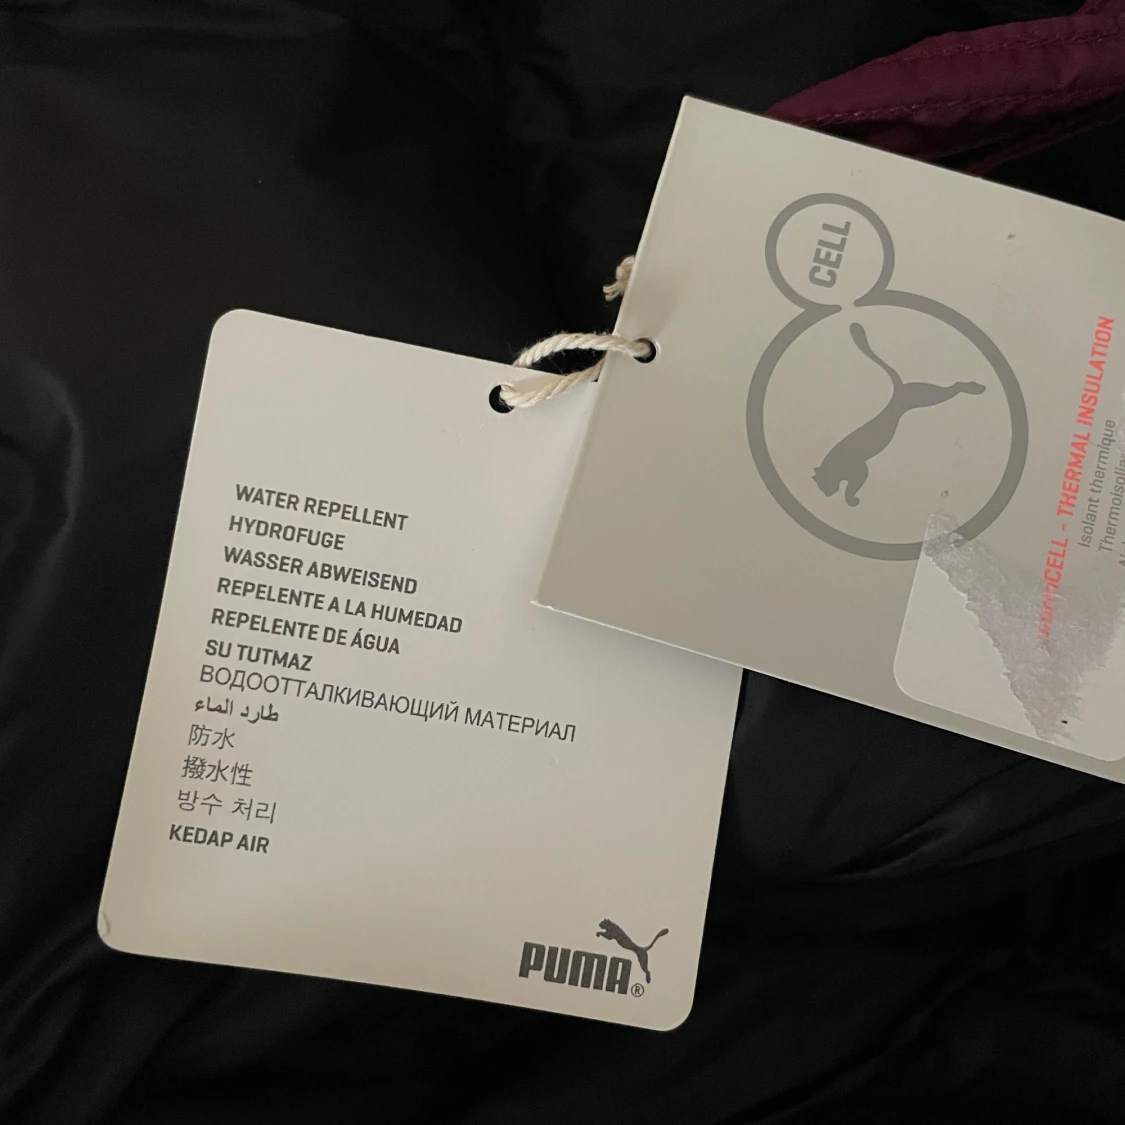 WATER REPELLENT
HYDROFUGE
WASSER ABWEISEND
REPELENTE A LA HUMEDAD
REPELENTE DE ÁGUA
SU TUTMAZ
ВОДООТТАЛКИВАЮЩИЙ МАТЕРИАЛ
طارد الماء
防水
撥水性
방수 처리
KEDAP AIR
PUMA®
CELL
CELL - THERMAL INSULATION
Isolant thermique